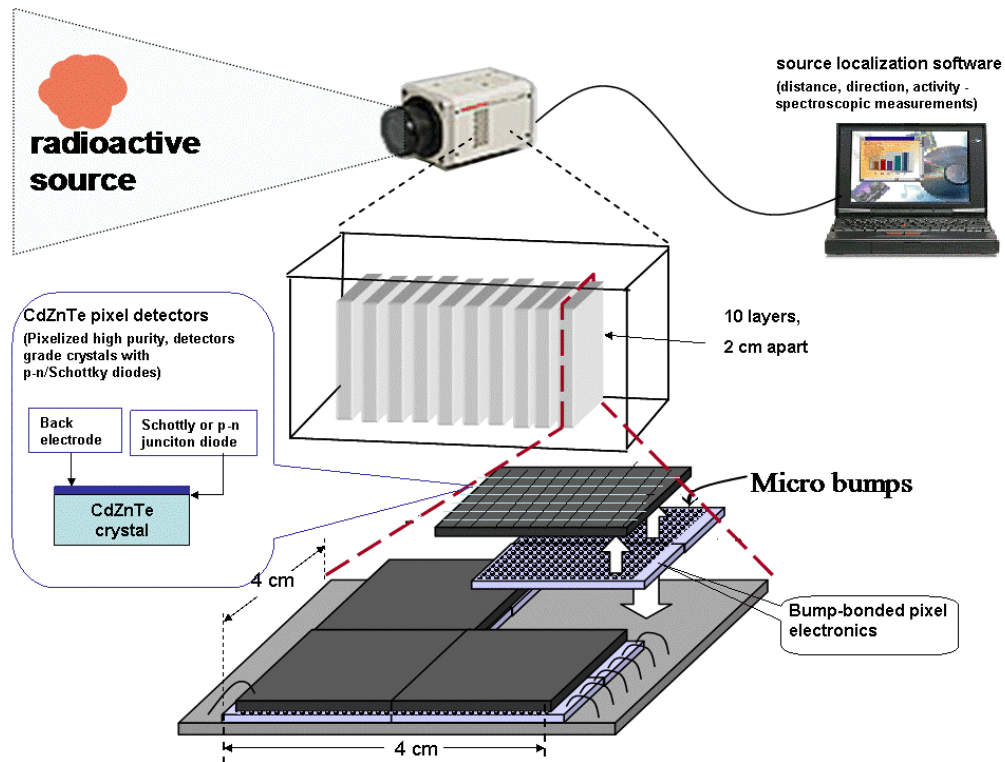 radioactive
source
source localization software
(distance, direction, activity -
spectroscopic measurements)
CdZnTe pixel detectors
(Pixelized high purity, detectors
grade crystals with
p-n/Schottky diodes)
10 layers,
2 cm apart
Back
electrode
Schottly or p-n
junciton diode
CdZnTe
crystal
Micro bumps
4 cm
Bump-bonded pixel
electronics
4 cm